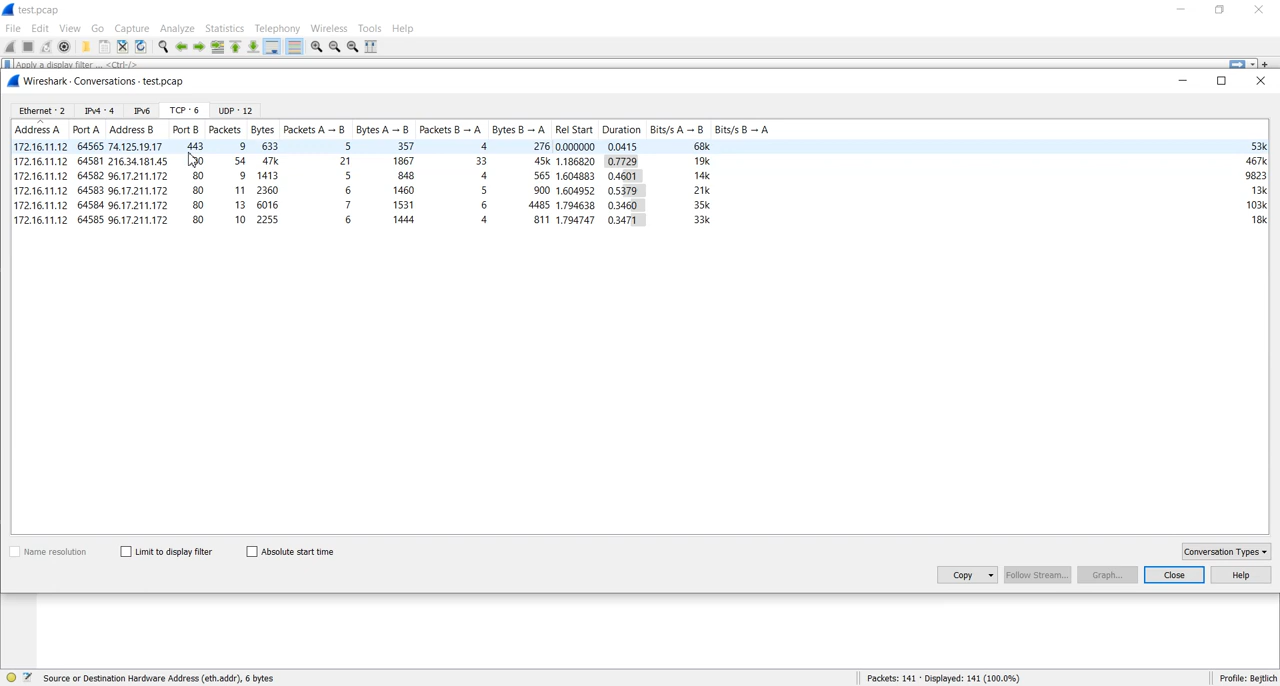 test.pcap
File Edit View Go Capture Analyze Statistics Telephony Wireless Tools Help
Apply a display filter ... <Ctrl-/>
Wireshark · Conversations · test.pcap
Ethernet · 2 IPv4 · 4 IPv6 TCP · 6 UDP · 12
Address A Port A Address B Port B Packets Bytes Packets A → B Bytes A → B Packets B → A Bytes B → A Rel Start Duration Bits/s A → B Bits/s B → A
172.16.11.12 64565 74.125.19.17 443 9 633 5 357 4 276 0.000000 0.0415 68k 53k
172.16.11.12 64581 216.34.181.45 80 54 47k 21 1867 33 45k 1.186820 0.7729 19k 467k
172.16.11.12 64582 96.17.211.172 80 9 1413 5 848 4 565 1.604883 0.4601 14k 9823
172.16.11.12 64583 96.17.211.172 80 11 2360 6 1460 5 900 1.604952 0.5379 21k 13k
172.16.11.12 64584 96.17.211.172 80 13 6016 7 1531 6 4485 1.794638 0.3460 35k 103k
172.16.11.12 64585 96.17.211.172 80 10 2255 6 1444 4 811 1.794747 0.3471 33k 18k
Name resolution Limit to display filter Absolute start time Conversation Types
Copy Follow Stream... Graph... Close Help
Source or Destination Hardware Address (eth.addr), 6 bytes Packets: 141 · Displayed: 141 (100.0%) Profile: Bejtlich